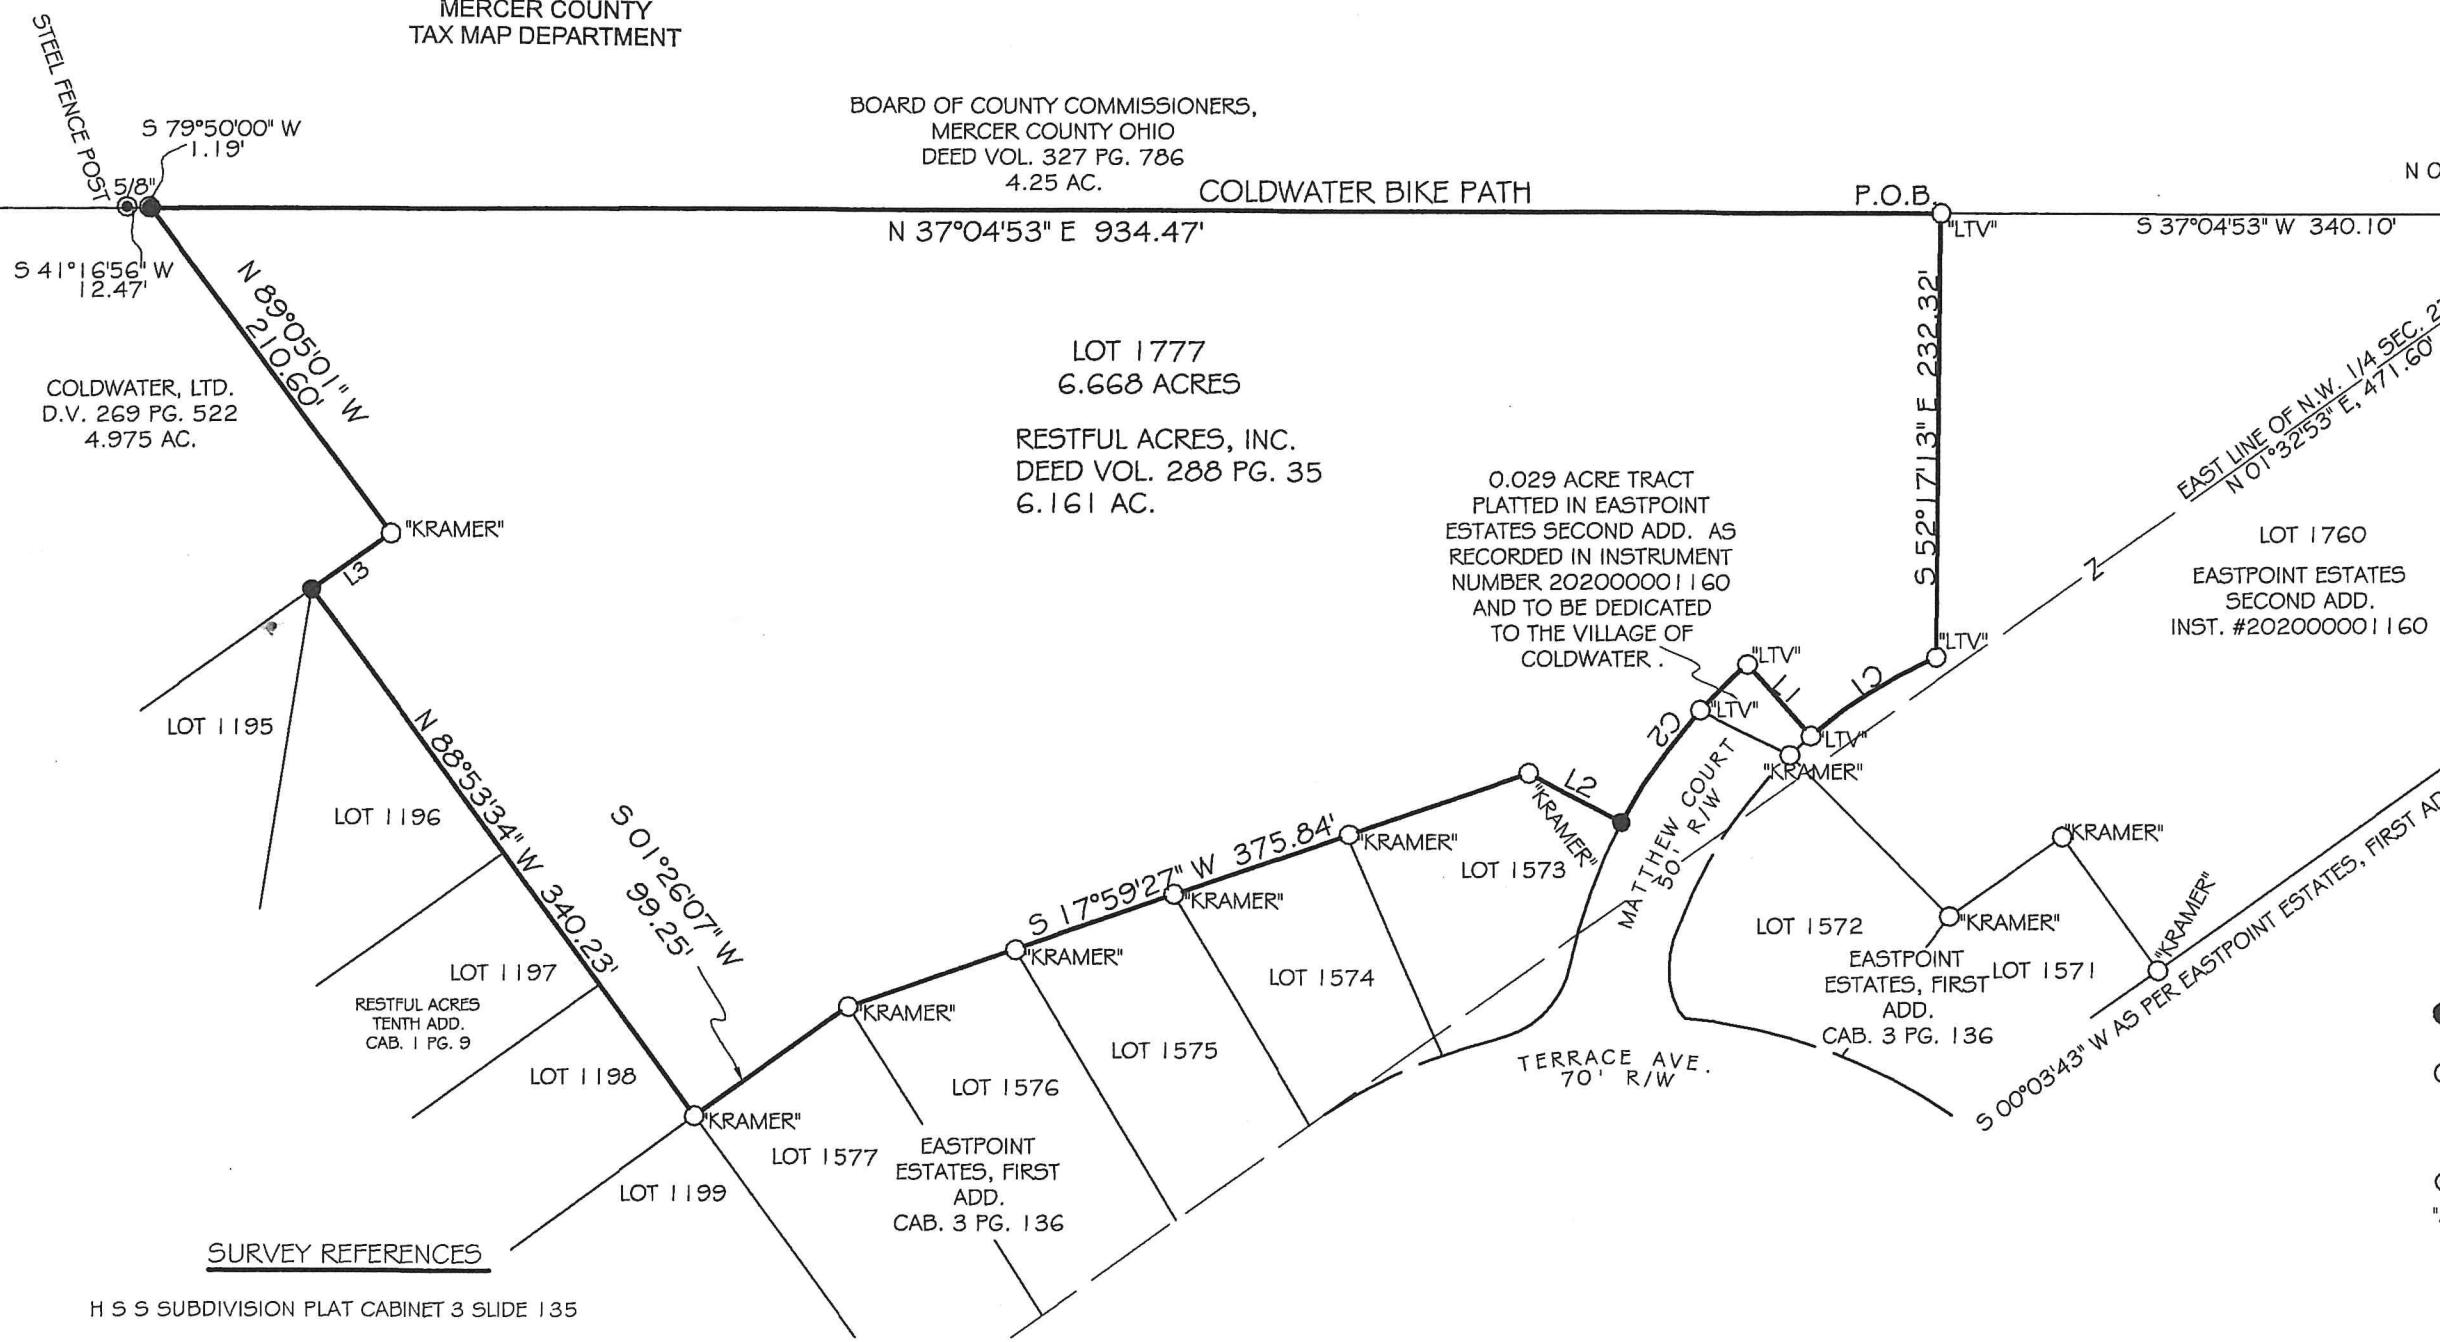 MERCER COUNTY
TAX MAP DEPARTMENT
STEEL FENCE POST
S 79°50'00" W
1.19'
5/8"
S 41°16'56" W
12.47'
BOARD OF COUNTY COMMISSIONERS,
MERCER COUNTY OHIO
DEED VOL. 327 PG. 786
4.25 AC.
COLDWATER BIKE PATH
P.O.B.
"LTV"
N 37°04'53" E 934.47'
S 37°04'53" W 340.10'
N 89°05'01" W
210.60'
COLDWATER, LTD.
D.V. 269 PG. 522
4.975 AC.
LOT 1777
6.668 ACRES
RESTFUL ACRES, INC.
DEED VOL. 288 PG. 35
6.161 AC.
S 52°17'13" E 232.32'
EAST LINE OF N.W. 1/4 SEC.
N 01°32'53" E, 471.60'
0.029 ACRE TRACT
PLATTED IN EASTPOINT
ESTATES SECOND ADD. AS
RECORDED IN INSTRUMENT
NUMBER 202000001160
AND TO BE DEDICATED
TO THE VILLAGE OF
COLDWATER.
LOT 1760
EASTPOINT ESTATES
SECOND ADD.
INST. #202000001160
Z
"KRAMER"
L3
"LTV"
C1
"LTV"
L1
"LTV"
"LTV"
C2
"KRAMER"
L2
"KRAMER"
MATTHEW COURT
50' R/W
LOT 1195
LOT 1196
N 88°53'34" W 340.23'
LOT 1197
RESTFUL ACRES
TENTH ADD.
CAB. 1 PG. 9
LOT 1198
S 01°26'07" W
99.25'
S 17°59'27" W 375.84'
"KRAMER"
"KRAMER"
"KRAMER"
"KRAMER"
"KRAMER"
LOT 1573
LOT 1574
LOT 1575
LOT 1576
LOT 1577
EASTPOINT
ESTATES, FIRST
ADD.
CAB. 3 PG. 136
LOT 1199
TERRACE AVE.
70' R/W
"KRAMER"
"KRAMER"
"KRAMER"
LOT 1572
LOT 1571
EASTPOINT
ESTATES, FIRST
ADD.
CAB. 3 PG. 136
S 00°03'43" W AS PER EASTPOINT ESTATES, FIRST
SURVEY REFERENCES
H S S SUBDIVISION PLAT CABINET 3 SLIDE 135